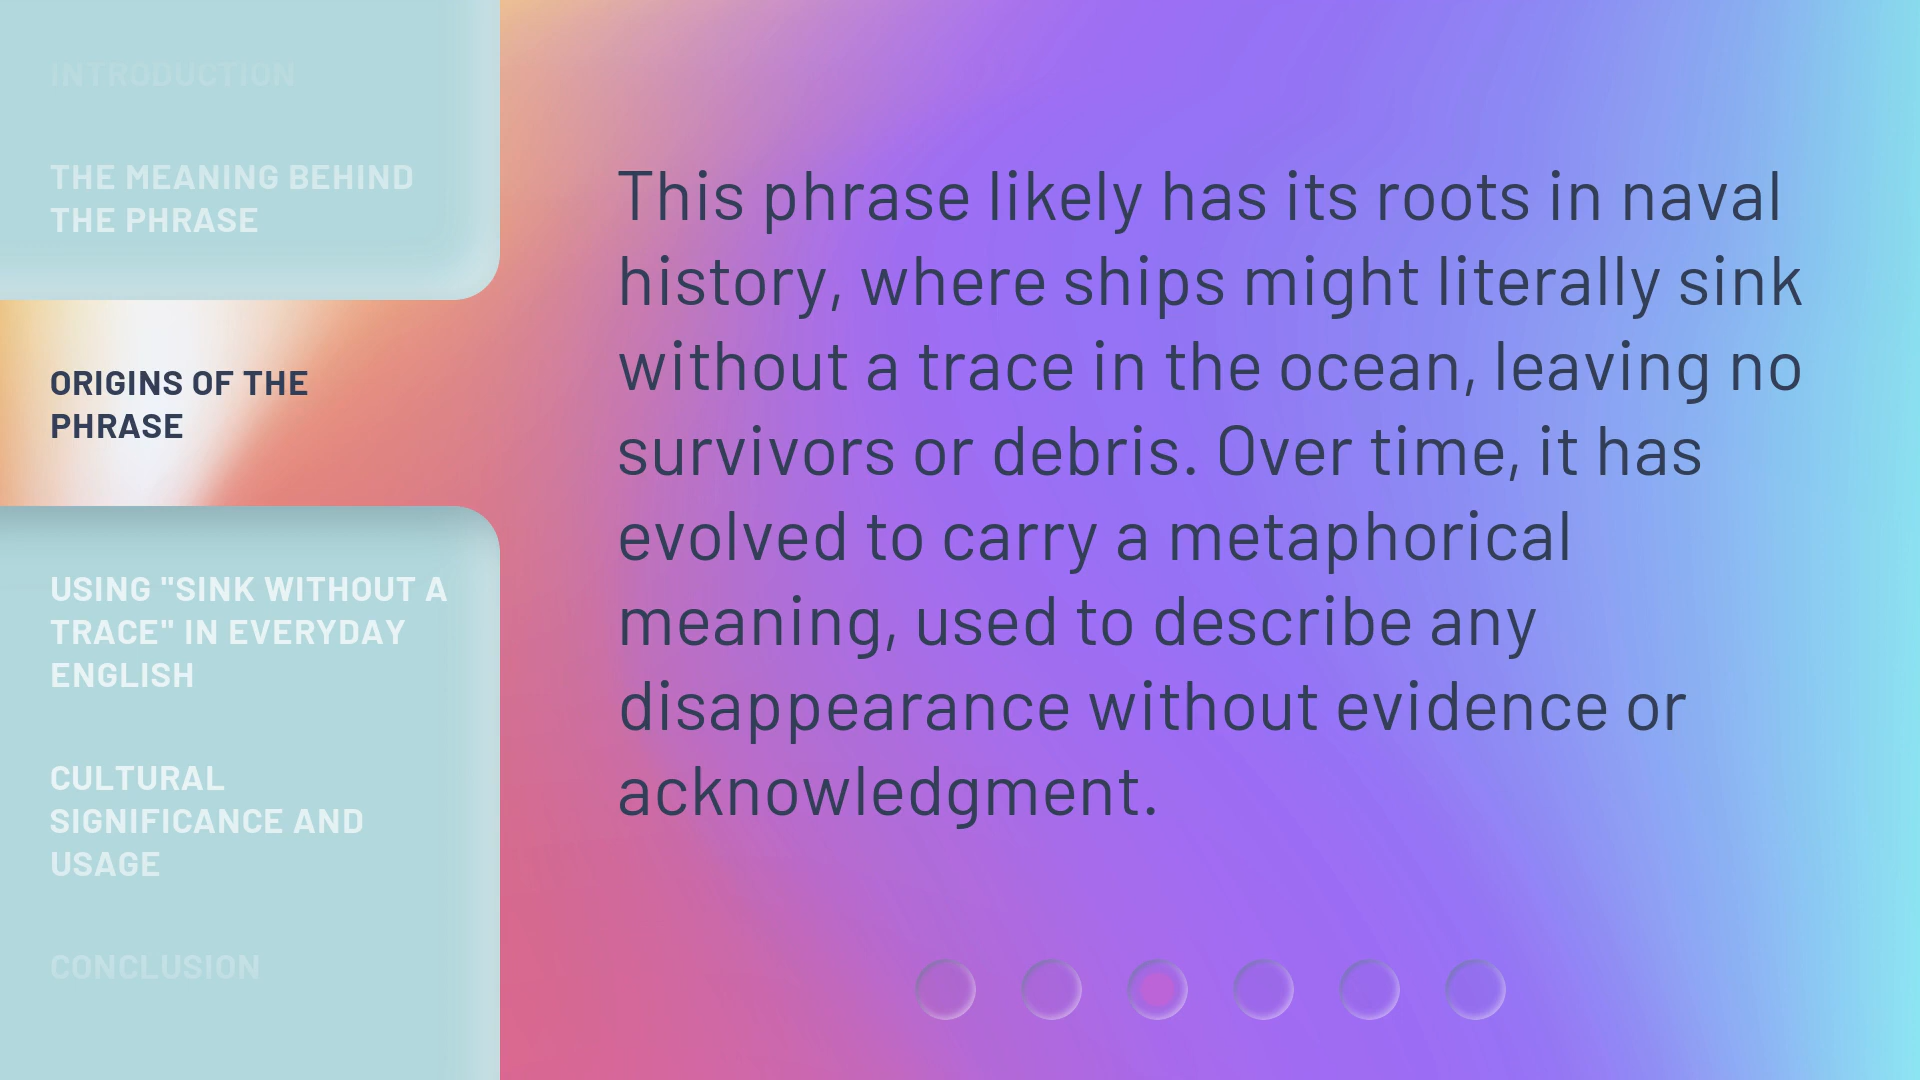 INTRODUCTION
THE MEANING BEHIND
THE PHRASE
ORIGINS OF THE
PHRASE
USING "SINK WITHOUT A
TRACE" IN EVERYDAY
ENGLISH
CULTURAL
SIGNIFICANCE AND
USAGE
CONCLUSION
This phrase likely has its roots in naval
history, where ships might literally sink
without a trace in the ocean, leaving no
survivors or debris. Over time, it has
evolved to carry a metaphorical
meaning, used to describe any
disappearance without evidence or
acknowledgment.